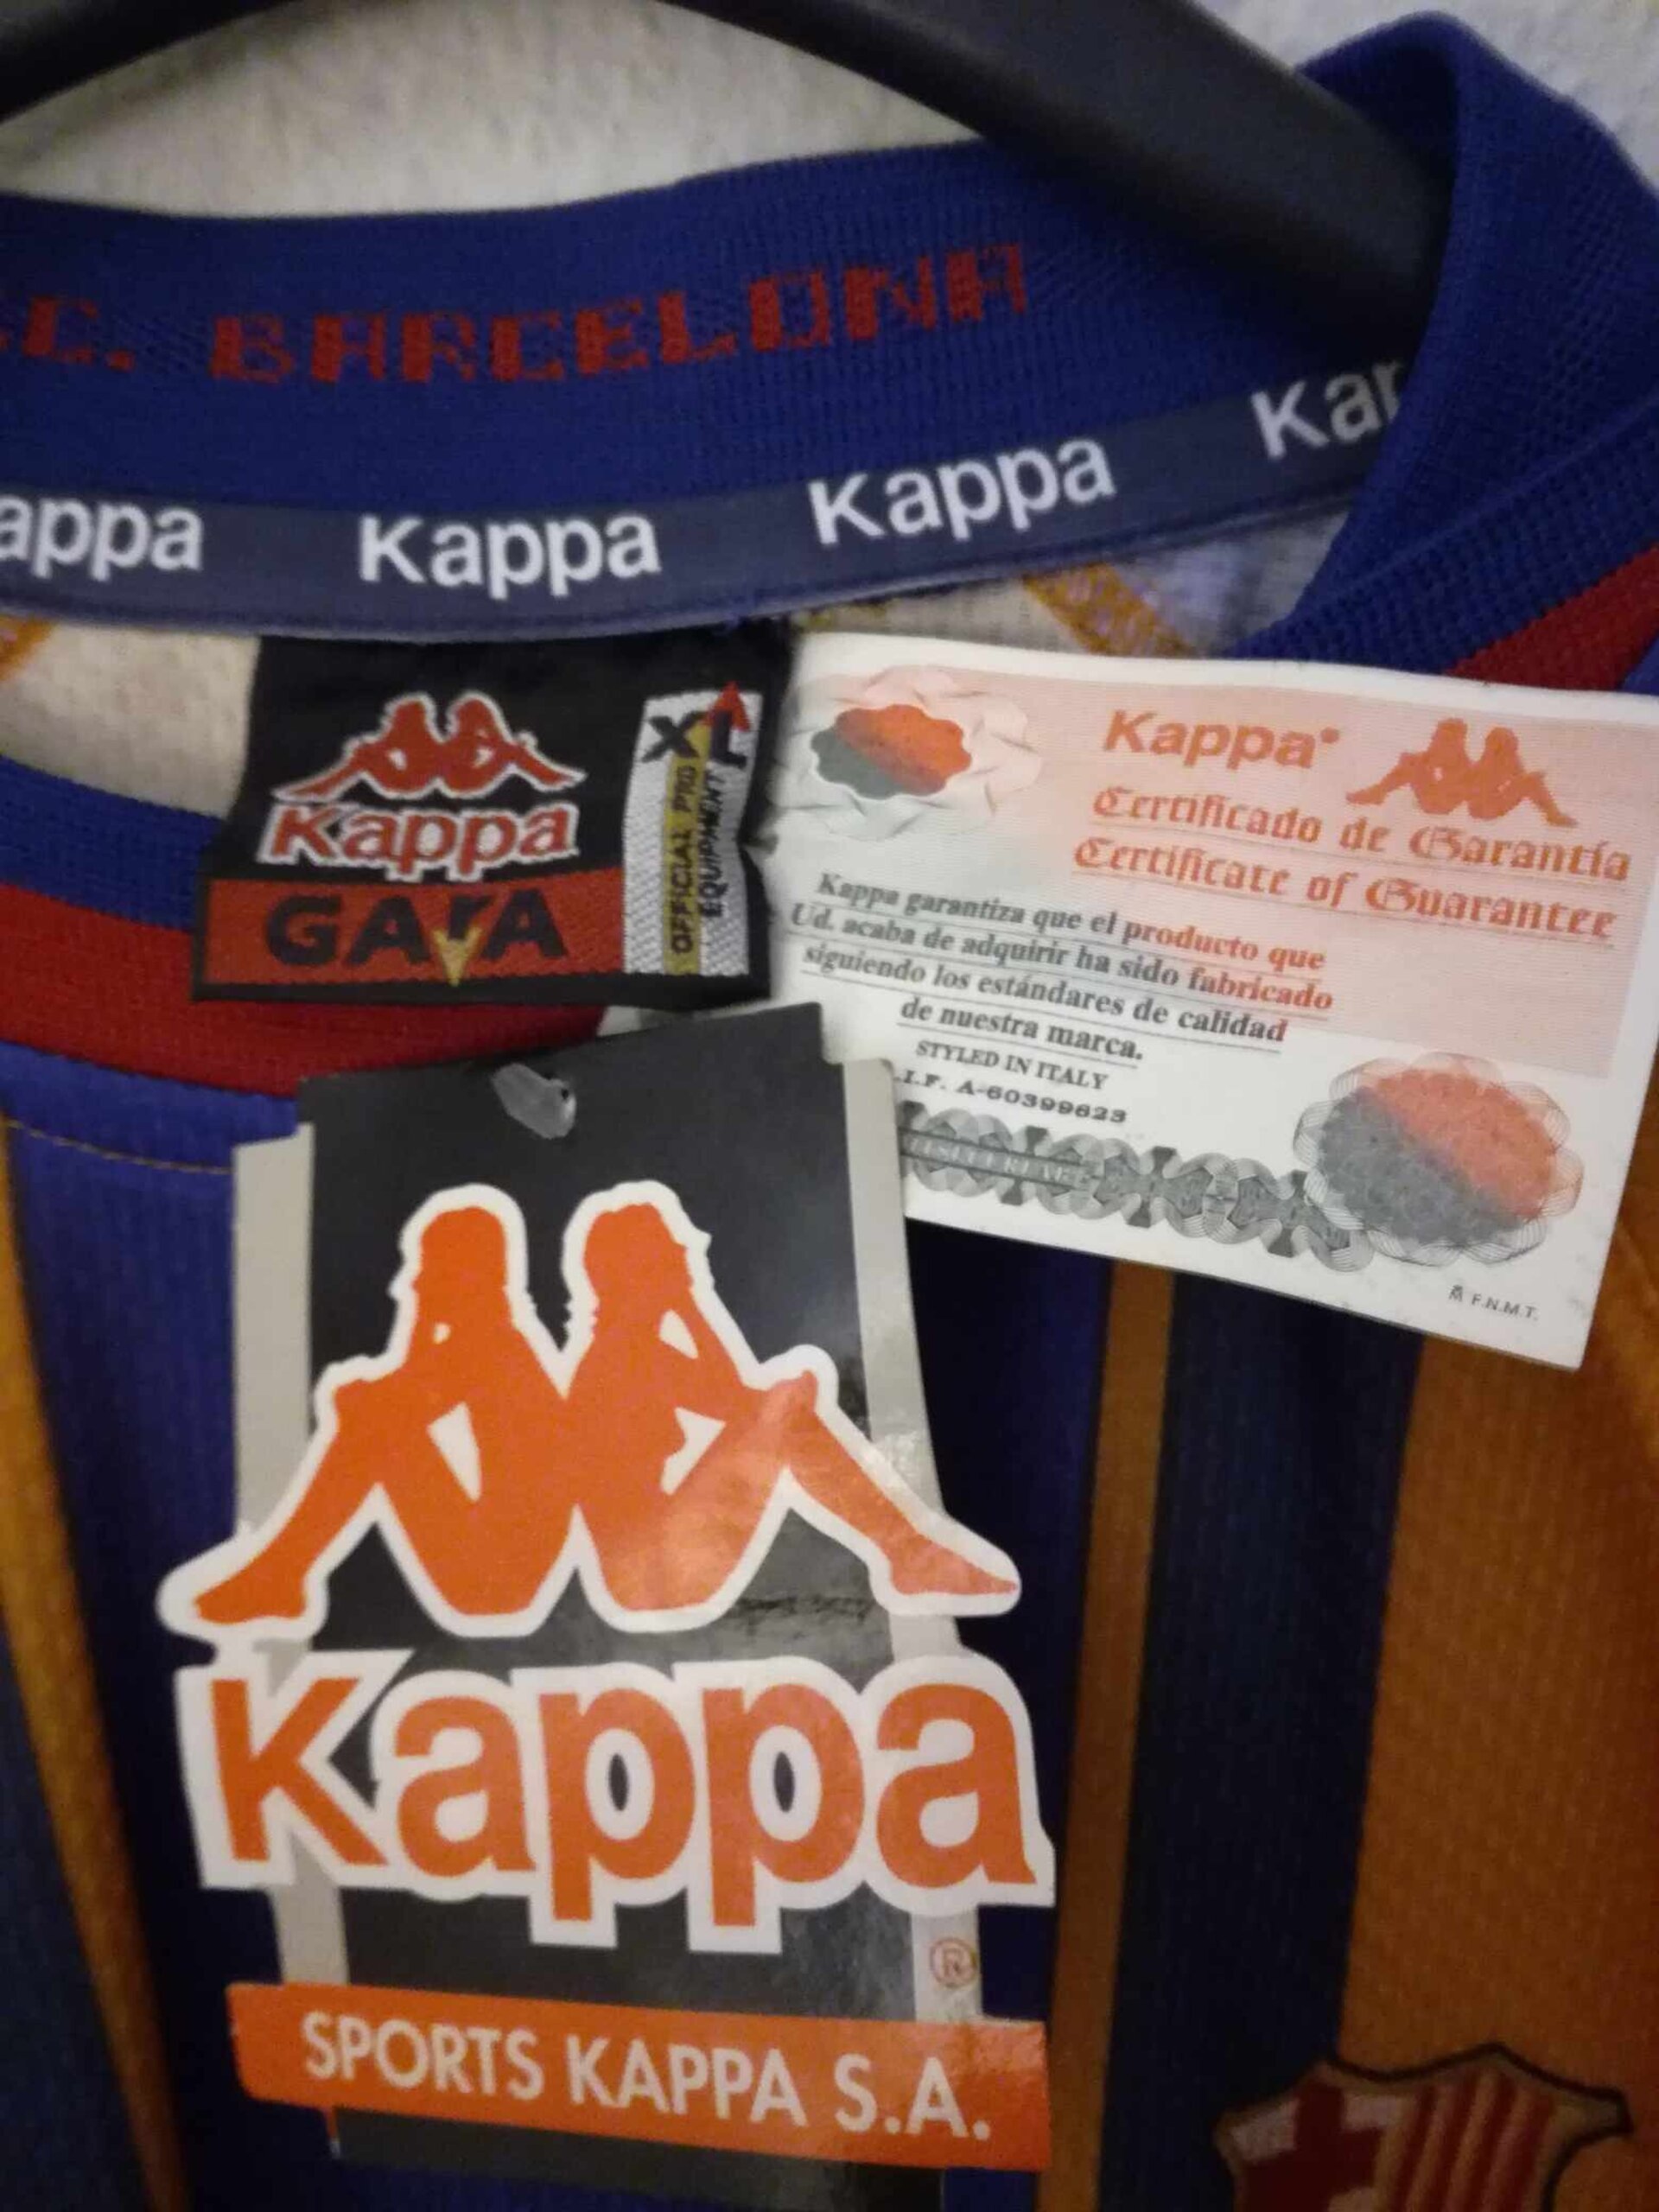 .C. BARCELONA
appa Kappa Kappa Kap
Kappa
GARA
XL
OFFICIAL PRO
EQUIPMENT
Kappa
Certificado de Garantía
Certificate of Guarantee
Kappa garantiza que el producto que
Ud. acaba de adquirir ha sido fabricado
siguiendo los estándares de calidad
de nuestra marca.
STYLED IN ITALY
.I.F. A-60399623
F.N.M.T.
Kappa
®
SPORTS KAPPA S.A.